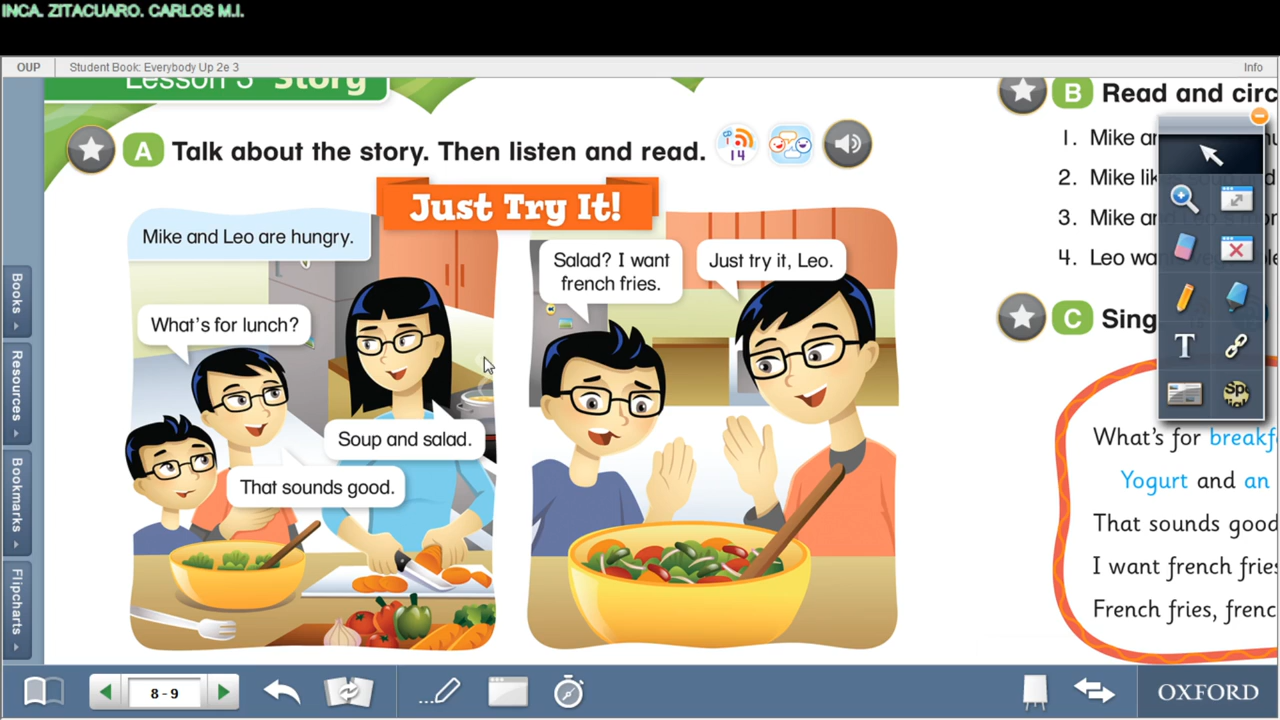 INCA. ZITACUARO. CARLOS M.I.
OUP
Student Book: Everybody Up 2e 3
Info
Lesson 3 Story
A Talk about the story. Then listen and read.
14
Just Try It!
Mike and Leo are hungry.
What's for lunch?
Soup and salad.
That sounds good.
Salad? I want
french fries.
Just try it, Leo.
B Read and circ
1. Mike
2. Mike
3. Mike
4. Leo
C Sing
What's for breakf
Yogurt and an
That sounds good
I want french fries
French fries, frenc
T
Books
Resources
Bookmarks
Flipcharts
8 - 9
OXFORD